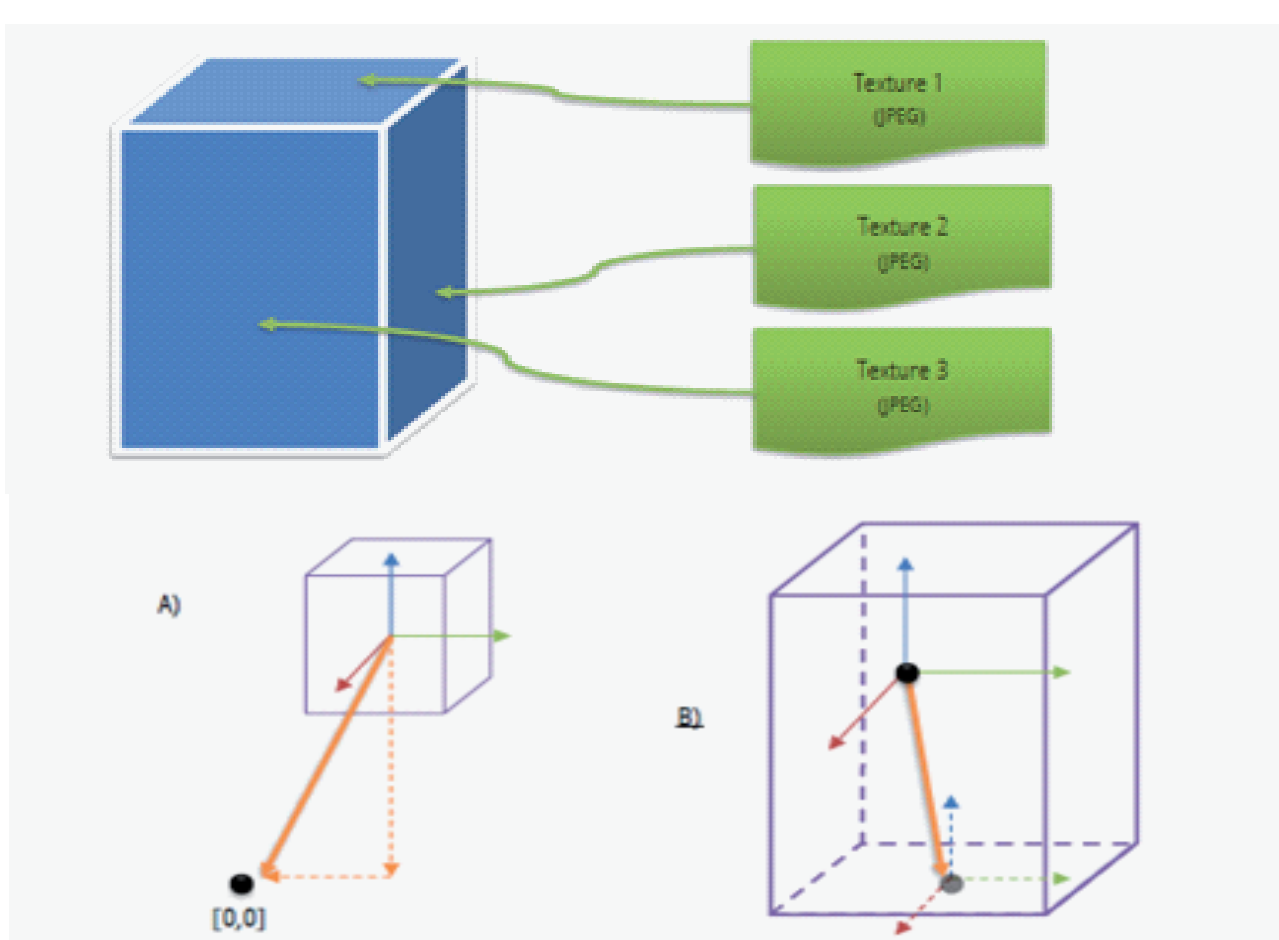 Texture 1
(JPEG)
Texture 2
(JPEG)
Texture 3
(JPEG)
A)
B)
[0,0]